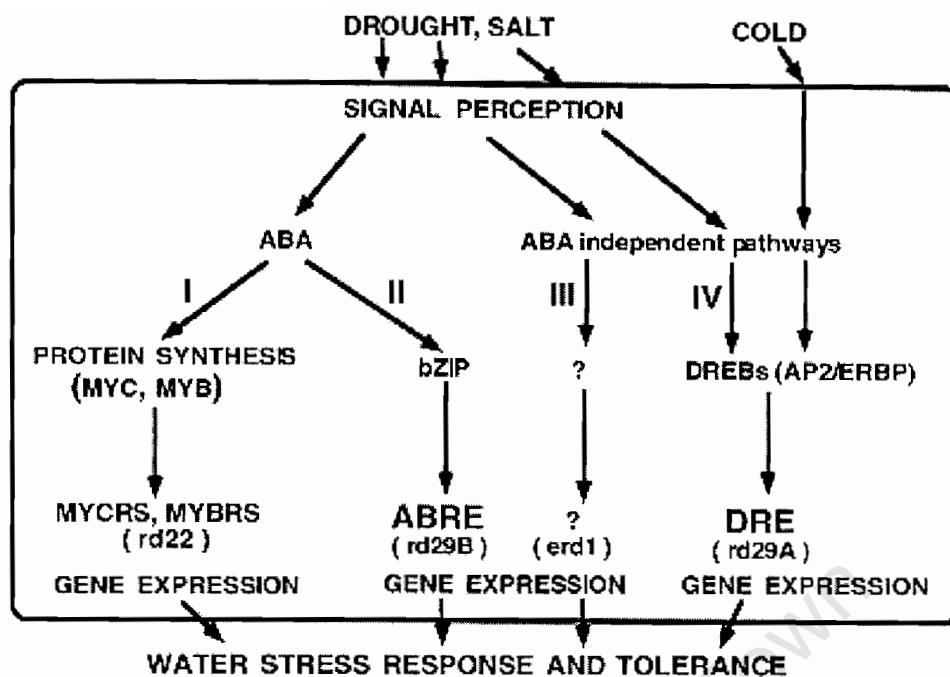 DROUGHT, SALT
COLD
SIGNAL PERCEPTION
ABA
ABA independent pathways
I
II
III
IV
PROTEIN SYNTHESIS
(MYC, MYB)
bZIP
?
DREBs (AP2/ERBP)
MYCRS, MYBRS
(rd22)
ABRE
(rd29B)
?
(erd1)
DRE
(rd29A)
GENE EXPRESSION
GENE EXPRESSION
GENE EXPRESSION
WATER STRESS RESPONSE AND TOLERANCE